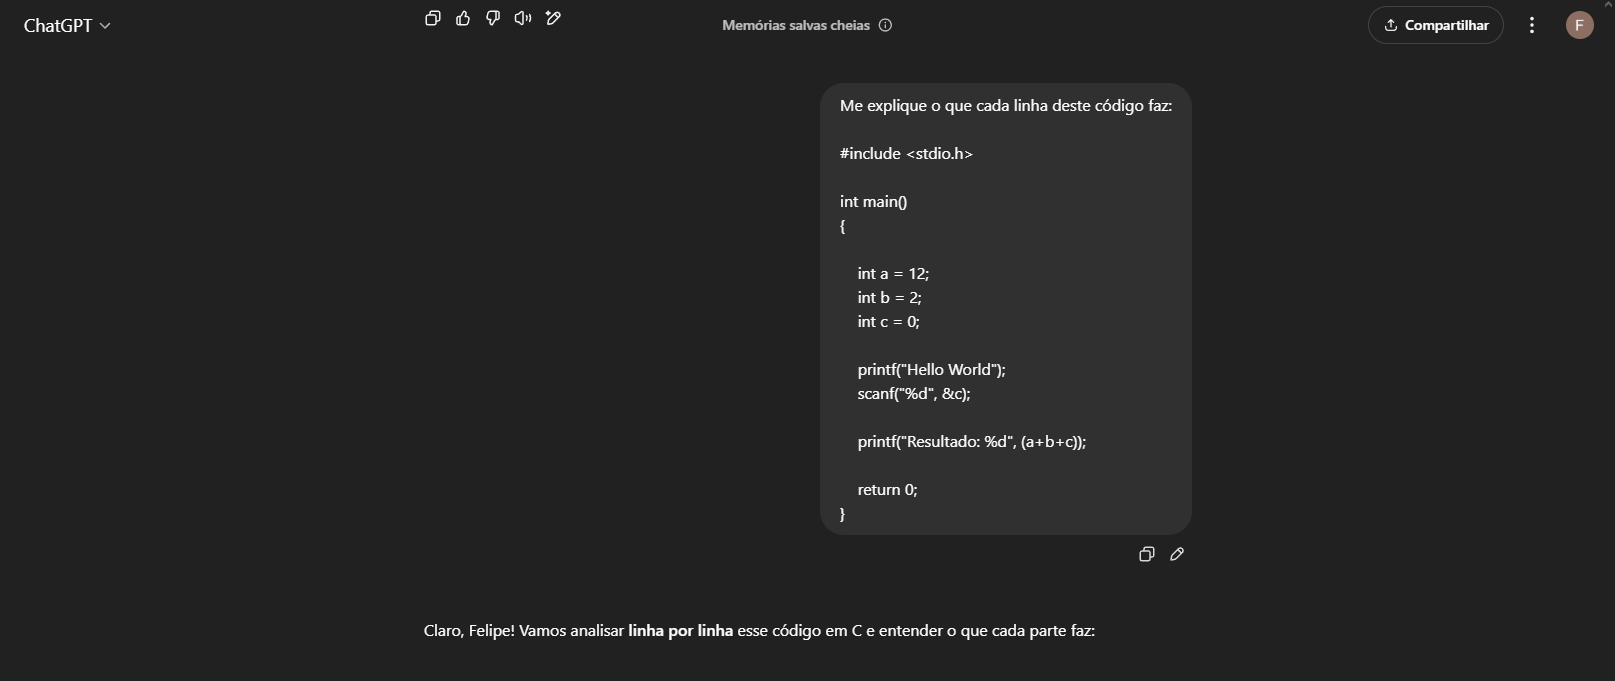 ChatGPT
Memórias salvas cheias
Compartilhar
F
Me explique o que cada linha deste código faz:
#include <stdio.h>
int main()
{
int a = 12;
int b = 2;
int c = 0;
printf("Hello World");
scanf("%d", &c);
printf("Resultado: %d", (a+b+c));
return 0;
}
Claro, Felipe! Vamos analisar linha por linha esse código em C e entender o que cada parte faz: